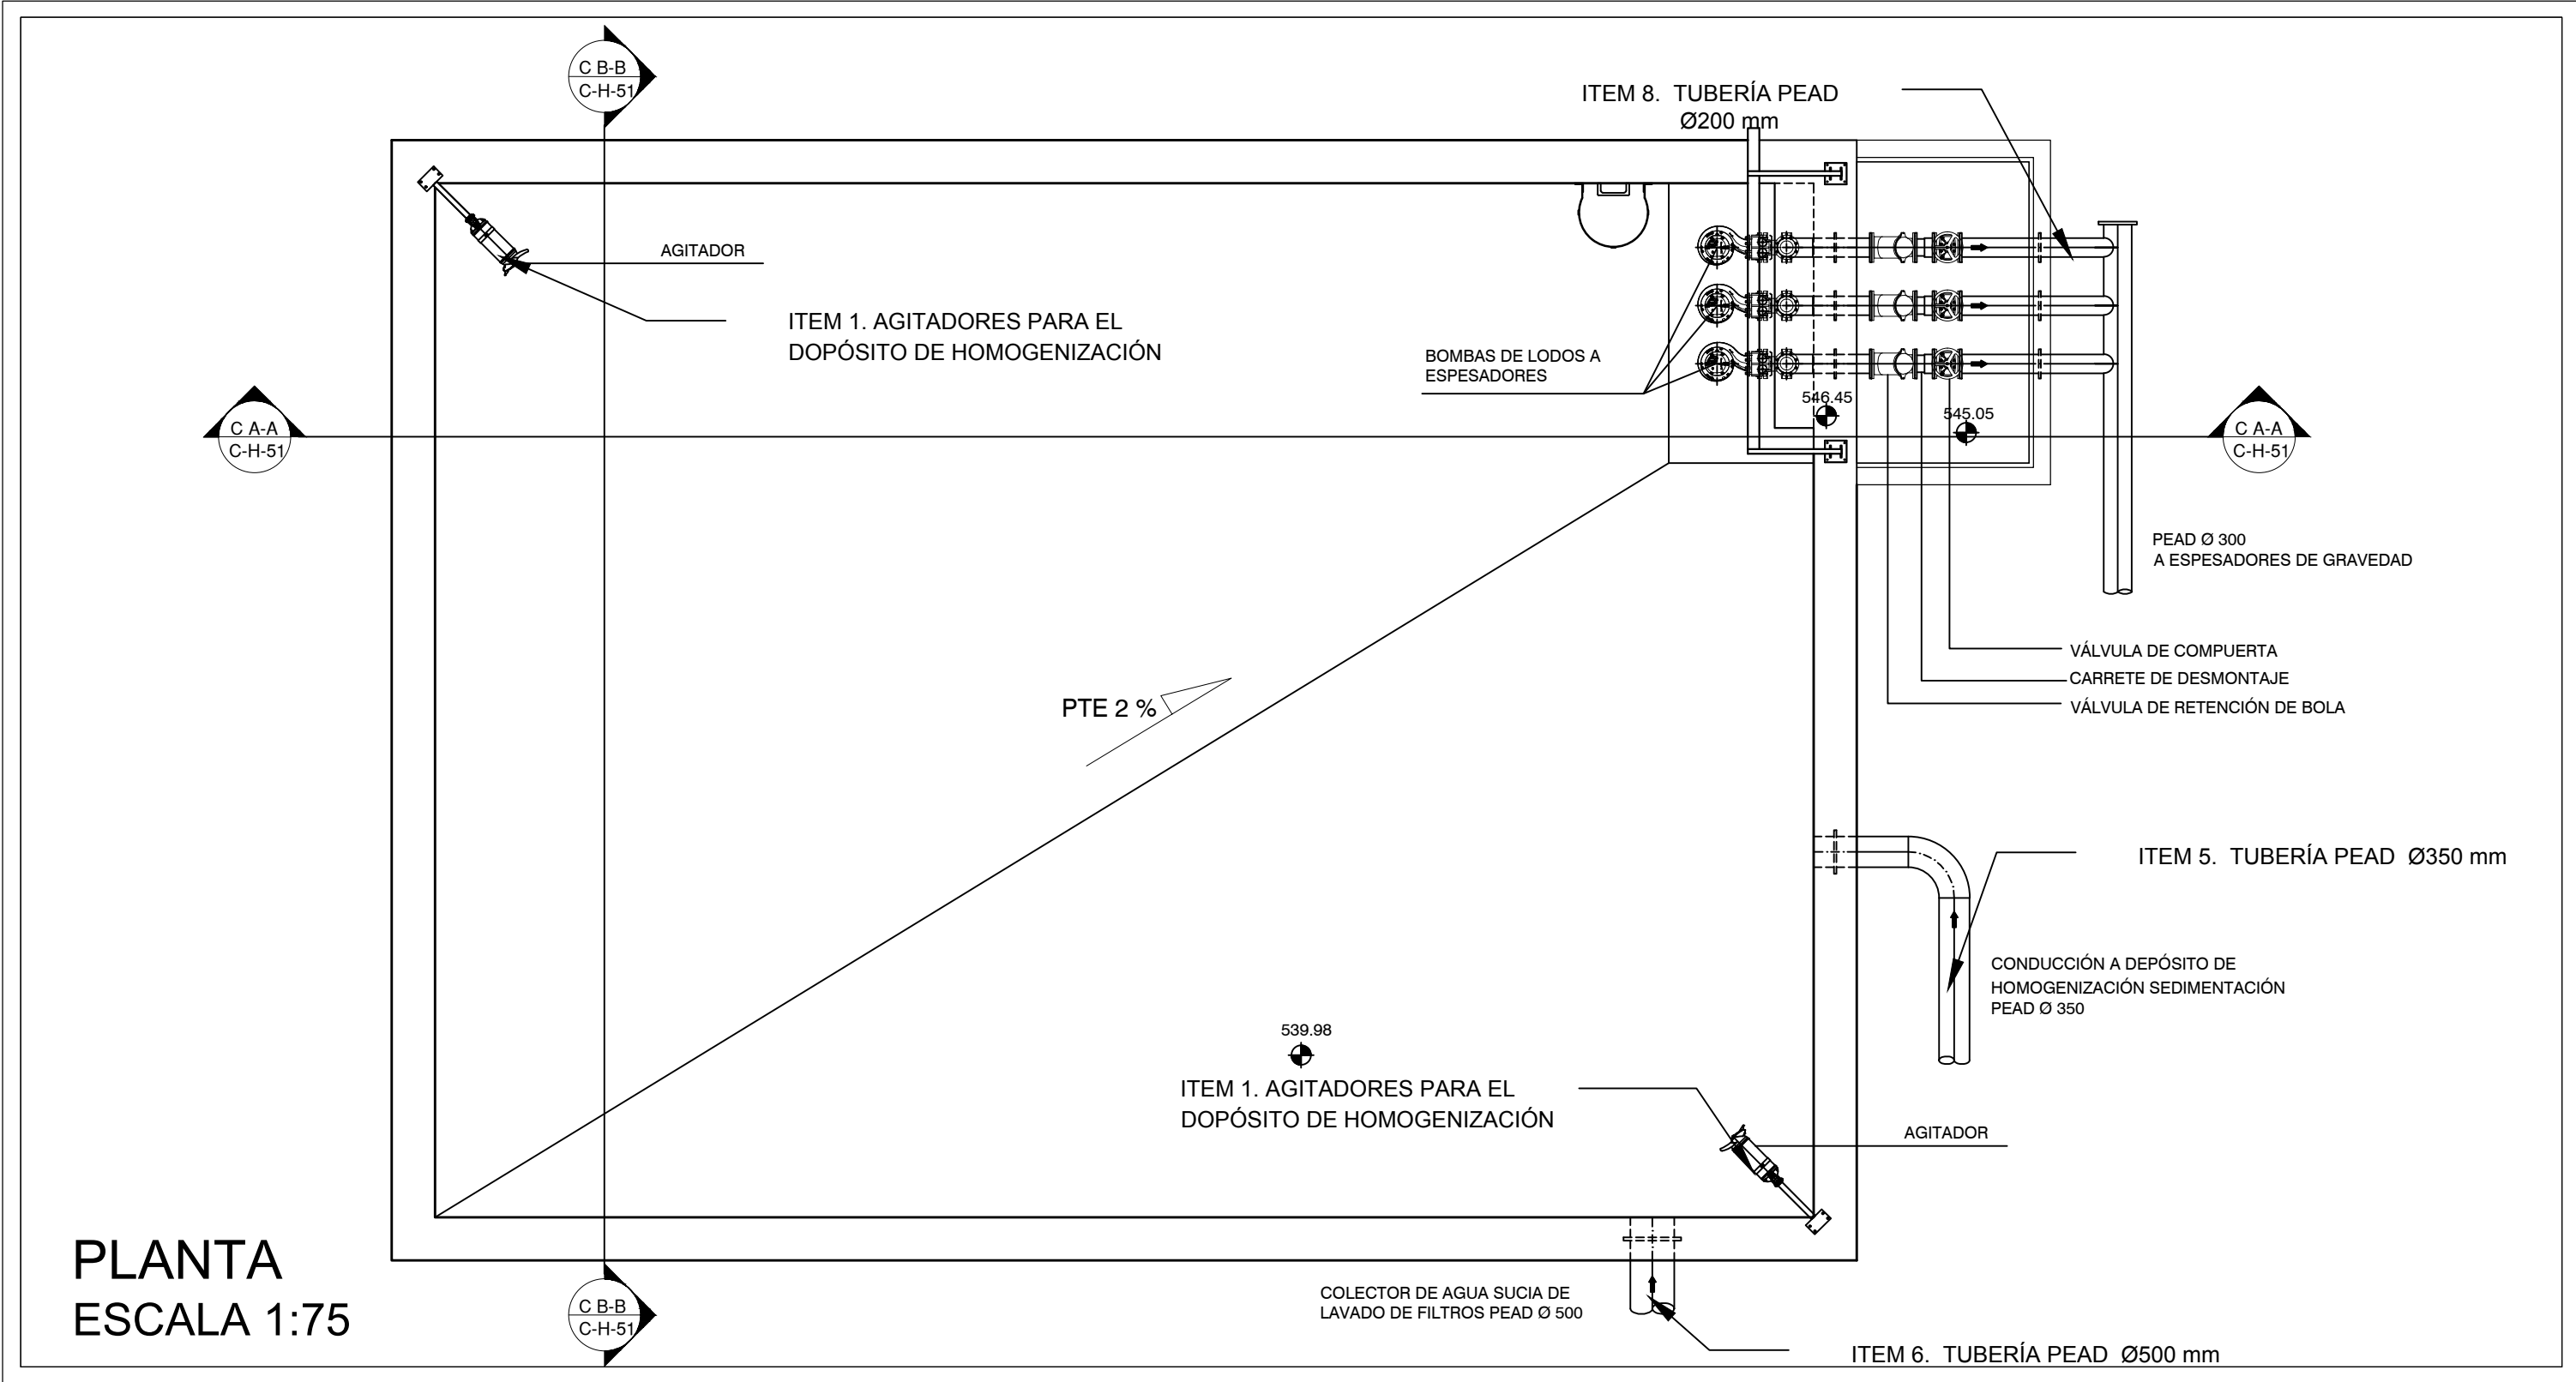 C B-B
C-H-51
ITEM 8. TUBERÍA PEAD
Ø200 mm
AGITADOR
ITEM 1. AGITADORES PARA EL
DOPÓSITO DE HOMOGENIZACIÓN
BOMBAS DE LODOS A
ESPESADORES
546.45
545.05
C A-A
C-H-51
C A-A
C-H-51
PEAD Ø 300
A ESPESADORES DE GRAVEDAD
VÁLVULA DE COMPUERTA
CARRETE DE DESMONTAJE
VÁLVULA DE RETENCIÓN DE BOLA
PTE 2 %
ITEM 5. TUBERÍA PEAD Ø350 mm
CONDUCCIÓN A DEPÓSITO DE
HOMOGENIZACIÓN SEDIMENTACIÓN
PEAD Ø 350
539.98
ITEM 1. AGITADORES PARA EL
DOPÓSITO DE HOMOGENIZACIÓN
AGITADOR
PLANTA
ESCALA 1:75
C B-B
C-H-51
COLECTOR DE AGUA SUCIA DE
LAVADO DE FILTROS PEAD Ø 500
ITEM 6. TUBERÍA PEAD Ø500 mm